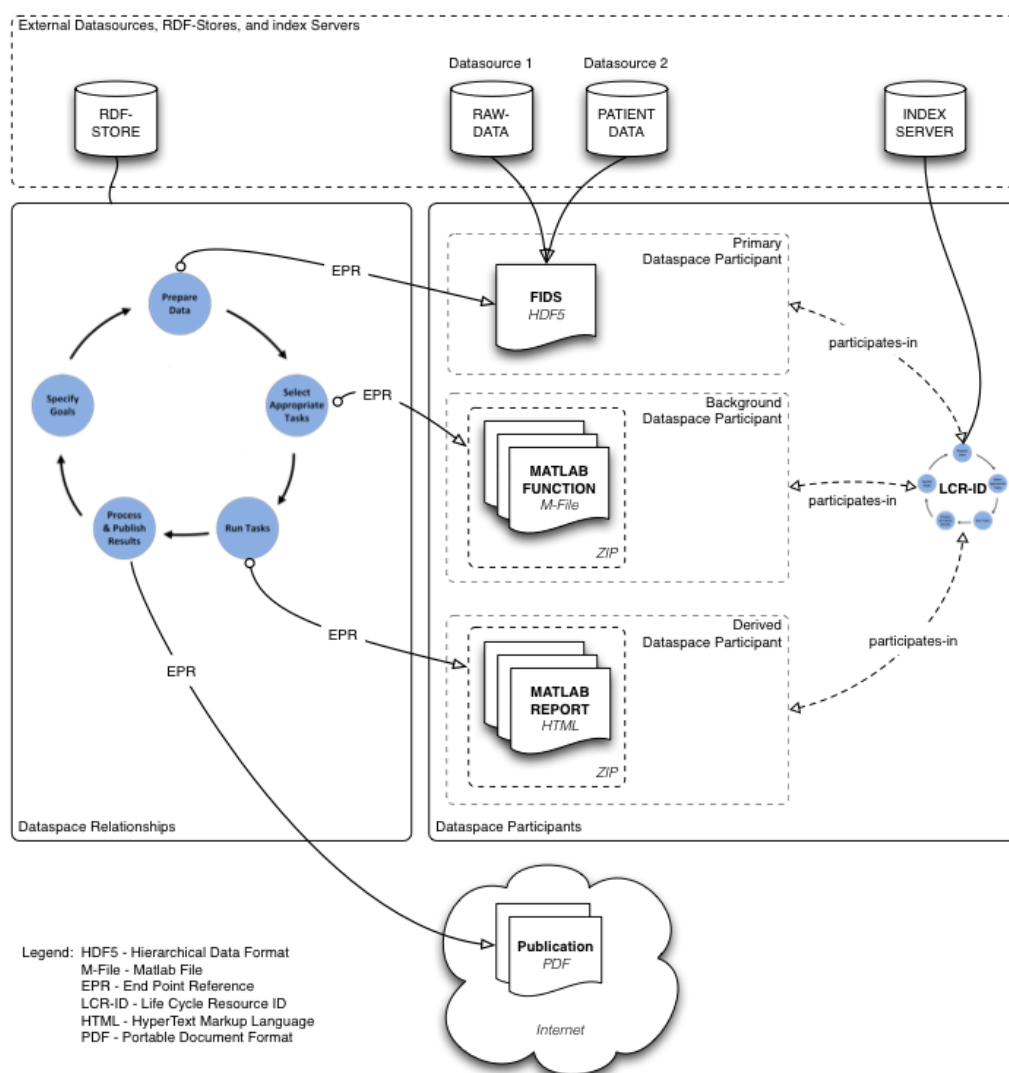 External Datasources, RDF-Stores, and index Servers
Datasource 1
Datasource 2
RDF-
STORE
RAW-
DATA
PATIENT
DATA
INDEX
SERVER
Primary
Dataspace Participant
EPR
FIDS
HDF5
Prepare
Data
participates-in
Specify
Goals
Select
Appropriate
Tasks
EPR
Background
Dataspace Participant
MATLAB
FUNCTION
M-File
ZIP
participates-in
LCR-ID
Process
& Publish
Results
Run Tasks
EPR
Derived
Dataspace Participant
participates-in
EPR
MATLAB
REPORT
HTML
ZIP
Dataspace Relationships
Dataspace Participants
Publication
PDF
Internet
Legend: HDF5 - Hierarchical Data Format
M-File - Matlab File
EPR - End Point Reference
LCR-ID - Life Cycle Resource ID
HTML - HyperText Markup Language
PDF - Portable Document Format